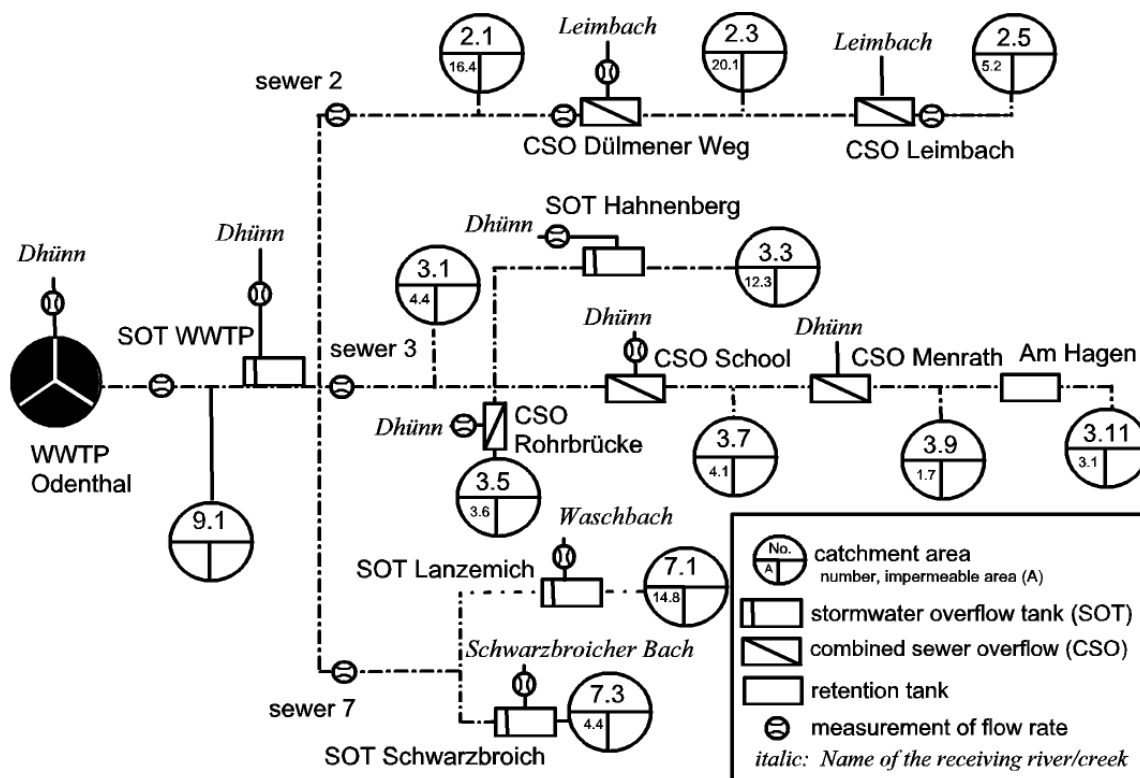 2.1
16.4
Leimbach
2.3
20.1
Leimbach
2.5
5.2
sewer 2
CSO Dülmener Weg
CSO Leimbach
SOT Hahnenberg
Dhünn
Dhünn
Dhünn
3.1
4.4
3.3
12.3
SOT WWTP
sewer 3
Dhünn
CSO School
Dhünn
CSO Menrath
Am Hagen
Dhünn
CSO
Rohrbrücke
WWTP
Odenthal
3.5
3.6
3.7
4.1
3.9
1.7
3.11
3.1
9.1
Waschbach
SOT Lanzemich
7.1
14.8
Schwarzbroicher Bach
sewer 7
7.3
4.4
SOT Schwarzbroich
No.
A
catchment area
number, impermeable area (A)
stormwater overflow tank (SOT)
combined sewer overflow (CSO)
retention tank
measurement of flow rate
italic: Name of the receiving river/creek